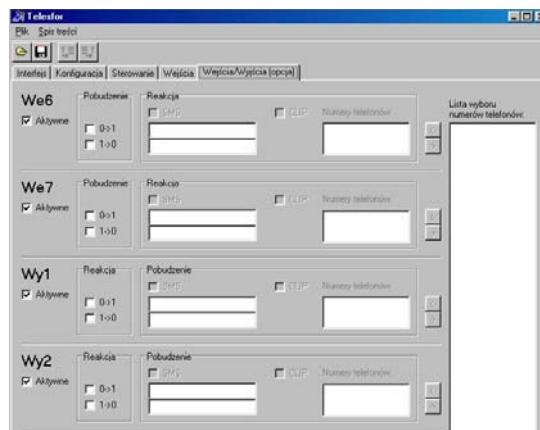 Telesfor
Plik Spis treści
Interfejs Konfiguracja Sterowanie Wejścia Wejścia/Wyjścia (opcja)
We6
Aktywne
Pobudzenie
0->1
1->0
Reakcja
SMS
CLIP
Numery telefonów:
Lista wyboru
numerów telefonów:
We7
Aktywne
Pobudzenie
0->1
1->0
Reakcja
SMS
CLIP
Numery telefonów:
Wy1
Aktywne
Reakcja
0->1
1->0
Pobudzenie
SMS
CLIP
Numery telefonów:
Wy2
Aktywne
Reakcja
0->1
1->0
Pobudzenie
SMS
CLIP
Numery telefonów: